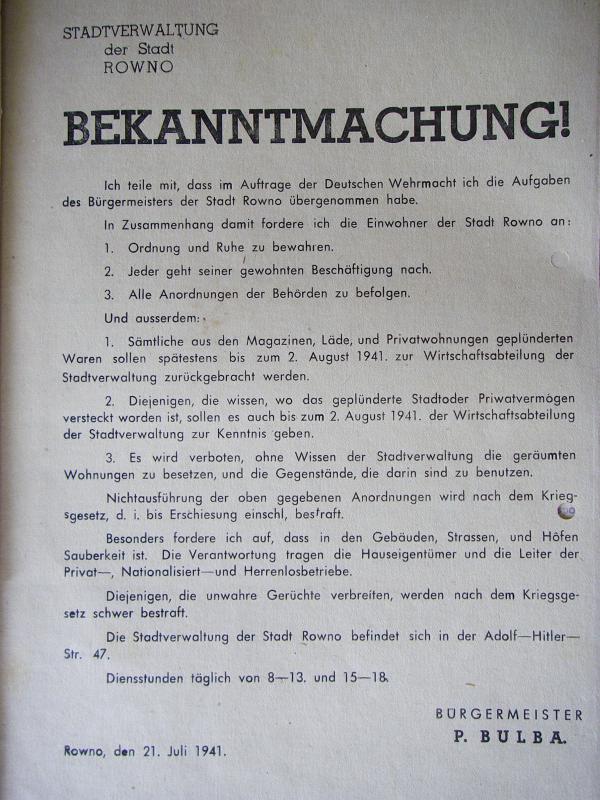 STADTVERWALTUNG
der Stadt
ROWNO
BEKANNTMACHUNG!
Ich teile mit, dass im Auftrage der Deutschen Wehrmacht ich die Aufgaben
des Bürgermeisters der Stadt Rowno übergenommen habe.
In Zusammenhang damit fordere ich die Einwohner der Stadt Rowno an:
1. Ordnung und Ruhe zu bewahren.
2. Jeder geht seiner gewohnten Beschäftigung nach.
3. Alle Anordnungen der Behörden zu befolgen.
Und ausserdem:
1. Sämtliche aus den Magazinen, Läde, und Privatwohnungen geplünderten
Waren sollen spätestens bis zum 2. August 1941. zur Wirtschaftsabteilung der
Stadtverwaltung zurückgebracht werden.
2. Diejenigen, die wissen, wo das geplünderte Stadtoder Priwatvermögen
versteckt worden ist, sollen es auch bis zum 2. August 1941. der Wirtschaftsabteilung
der Stadtverwaltung zur Kenntnis geben.
3. Es wird verboten, ohne Wissen der Stadtverwaltung die geräumten
Wohnungen zu besetzen, und die Gegenstände, die darin sind zu benutzen.
Nichtausführung der oben gegebenen Anordnungen wird nach dem Krieg-
sgesetz, d. i. bis Erschiesung einschl, bestraft.
Besonders fordere ich auf, dass in den Gebäuden, Strassen, und Höfen
Sauberkeit ist. Die Verantwortung tragen die Hauseigentümer und die Leiter der
Privat—, Nationalisiert—und Herrenlosbetriebe.
Diejenigen, die unwahre Gerüchte verbreiten, werden nach dem Kriegsge-
setz schwer bestraft.
Die Stadtverwaltung der Stadt Rowno befindet sich in der Adolf—Hitler—
Str. 47.
Diensstunden täglich von 8—13. und 15—18.
BÜRGERMEISTER
P. BULBA.
Rowno, den 21. Juli 1941.